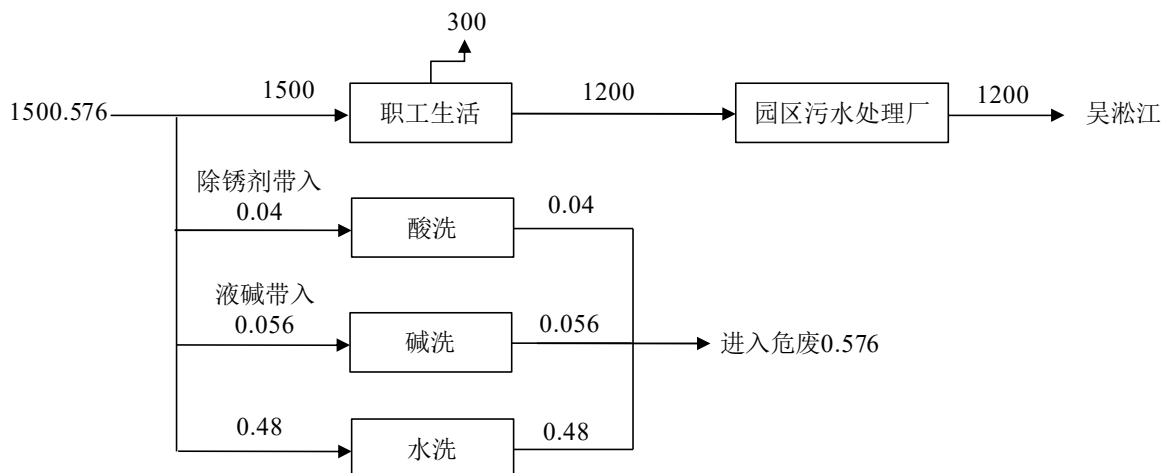 300
1500
1200
1200
1500.576
职工生活
园区污水处理厂
吴淞江
除锈剂带入
0.04
酸洗
0.04
液碱带入
0.056
碱洗
0.056
进入危废0.576
0.48
水洗
0.48